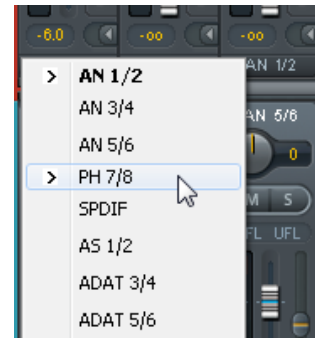 -6.0 -oo -oo
AN 1/2
> AN 1/2
AN 3/4
AN 5/6
> PH 7/8
SPDIF
AS 1/2
ADAT 3/4
ADAT 5/6
AN 5/6
0
M S
FL UFL